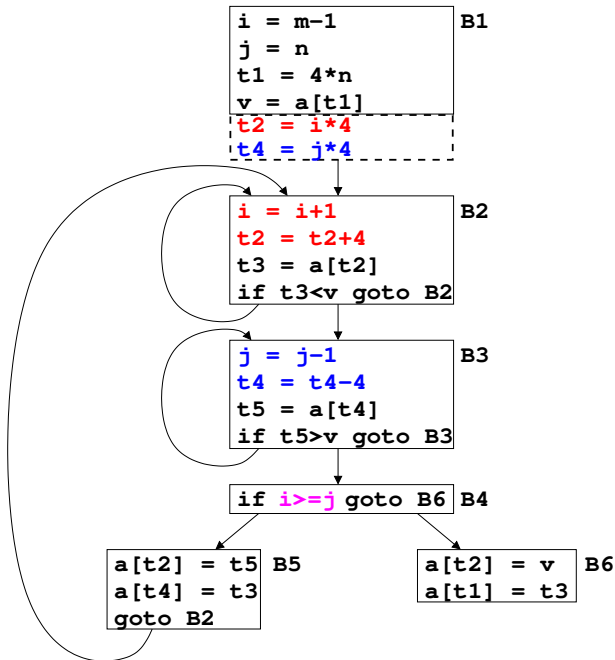 i = m−1 B1
j = n
t1 = 4*n
v = a[t1]
t2 = i*4
t4 = j*4
i = i+1 B2
t2 = t2+4
t3 = a[t2]
if t3<v goto B2
j = j−1 B3
t4 = t4−4
t5 = a[t4]
if t5>v goto B3
if i>=j goto B6 B4
a[t2] = t5 B5
a[t4] = t3
goto B2
a[t2] = v B6
a[t1] = t3